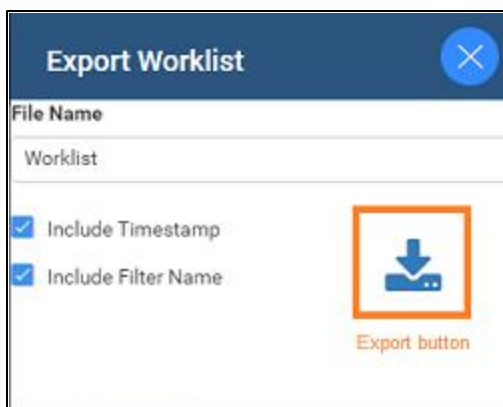 Export Worklist
File Name
Worklist
Include Timestamp
Include Filter Name
Export button